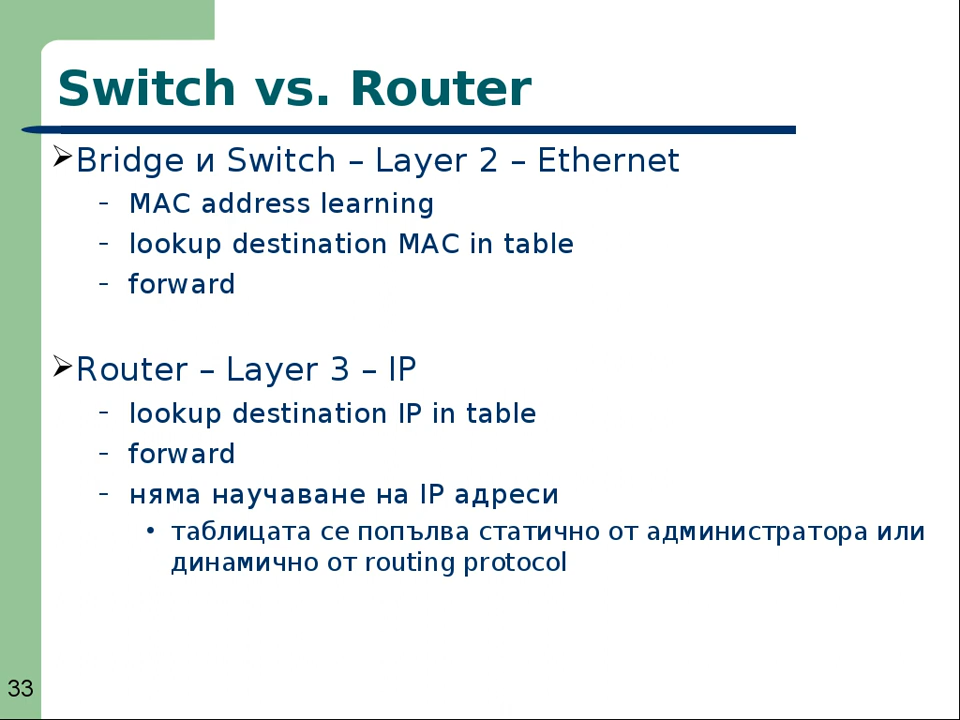 Switch vs. Router
Bridge и Switch – Layer 2 – Ethernet
– MAC address learning
– lookup destination MAC in table
– forward
Router – Layer 3 – IP
– lookup destination IP in table
– forward
– няма научаване на IP адреси
• таблицата се попълва статично от администратора или
динамично от routing protocol
33